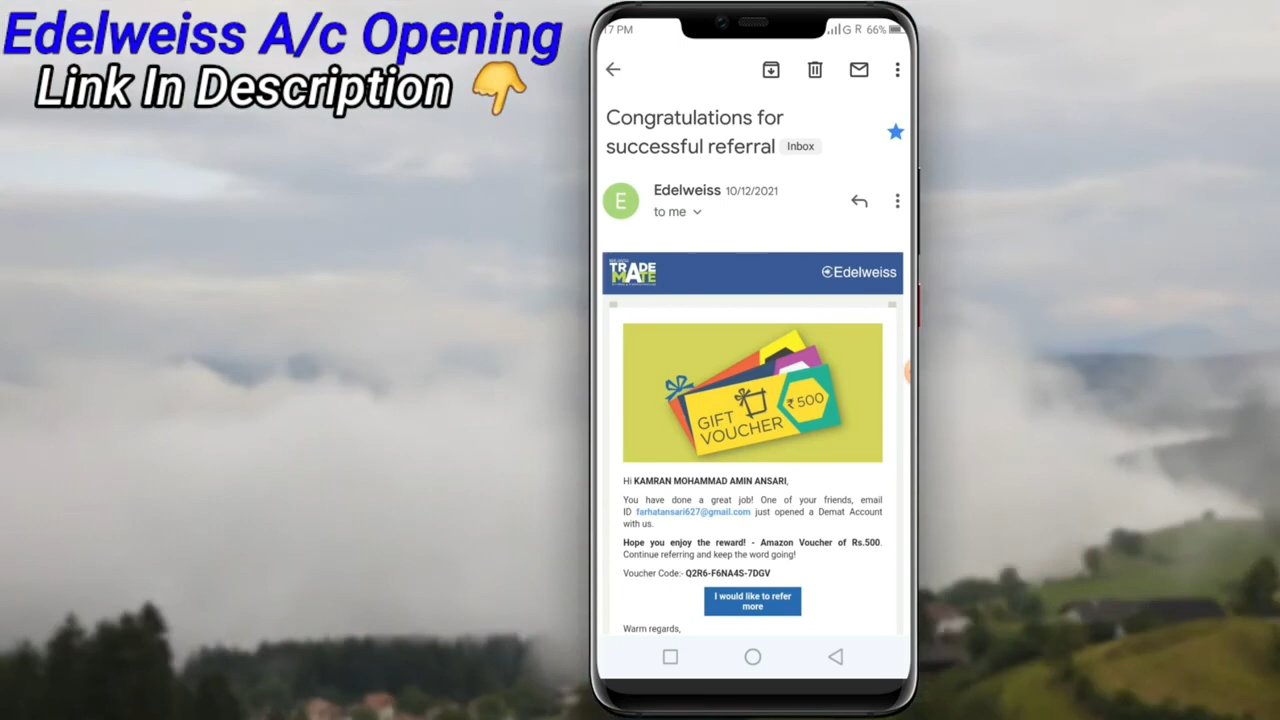 Edelweiss A/c Opening
Link In Description
17 PM
G R 66%
Congratulations for
successful referral Inbox
E
Edelweiss 10/12/2021
to me
TRADE
MATE
Edelweiss
GIFT
VOUCHER
₹500
Hi KAMRAN MOHAMMAD AMIN ANSARI,
You have done a great job! One of your friends, email
ID farhatansari627@gmail.com just opened a Demat Account
with us.
Hope you enjoy the reward! - Amazon Voucher of Rs.500.
Continue referring and keep the word going!
Voucher Code:- Q2R6-F6NA4S-7DGV
I would like to refer
more
Warm regards,